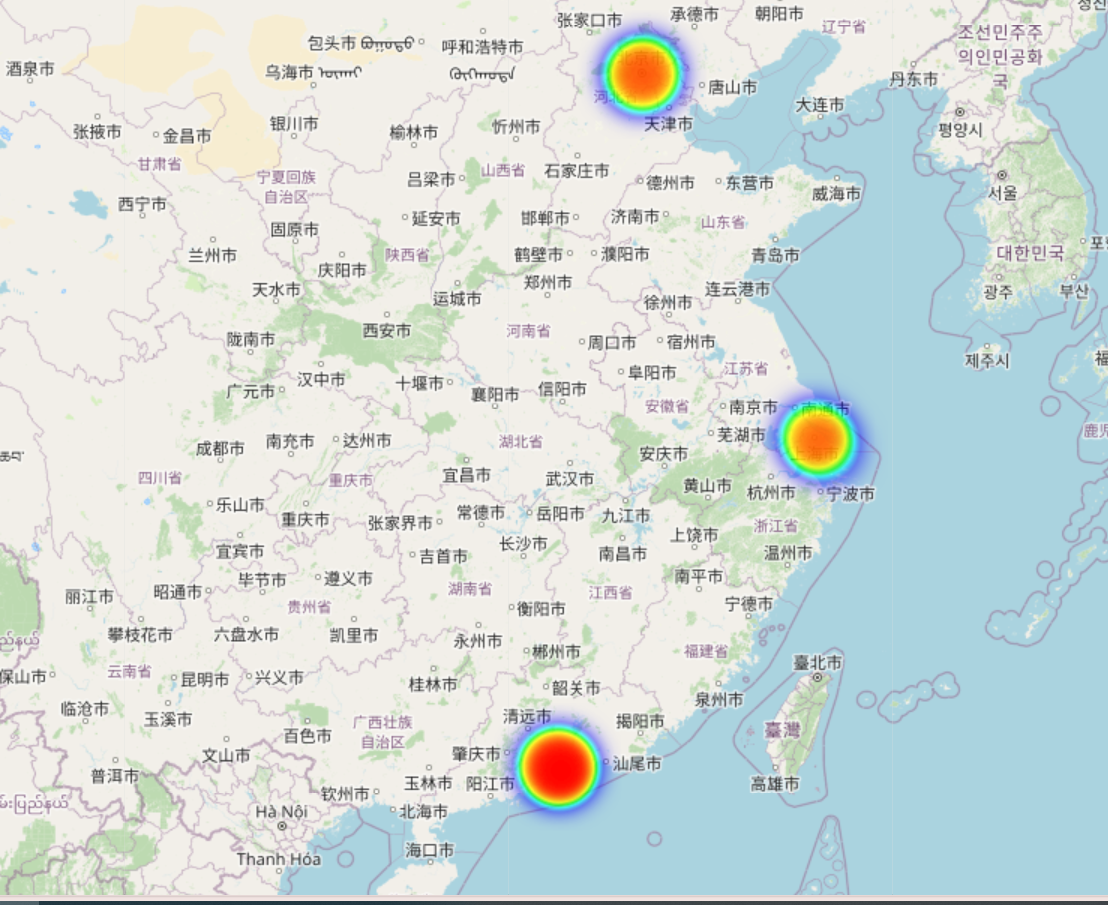 张家口市
承德市
朝阳市
辽宁省
包头市
呼和浩特市
조선민주주
의인민공화
국
酒泉市
乌海市
唐山市
丹东市
大连市
张掖市
金昌市
银川市
榆林市
忻州市
天津市
평양시
甘肃省
宁夏回族
自治区
吕梁市
山西省
石家庄市
德州市
东营市
威海市
서울
西宁市
固原市
延安市
邯郸市
济南市
山东省
兰州市
庆阳市
陕西省
鹤壁市
濮阳市
青岛市
대한민국
天水市
运城市
郑州市
徐州市
连云港市
광주
부산
陇南市
西安市
河南省
周口市
宿州市
제주시
广元市
汉中市
十堰市
襄阳市
信阳市
阜阳市
江苏省
安徽省
南京市
南通市
成都市
南充市
达州市
湖北省
安庆市
芜湖市
四川省
重庆市
宜昌市
武汉市
黄山市
杭州市
宁波市
上海市
乐山市
重庆市
张家界市
常德市
岳阳市
九江市
上饶市
浙江省
宜宾市
吉首市
长沙市
南昌市
温州市
丽江市
昭通市
毕节市
遵义市
湖南省
江西省
南平市
贵州省
衡阳市
宁德市
攀枝花市
六盘水市
凯里市
永州市
郴州市
福建省
臺北市
保山市
云南省
昆明市
兴义市
桂林市
韶关市
泉州市
临沧市
玉溪市
百色市
广西壮族
自治区
清远市
揭阳市
臺灣
文山市
肇庆市
汕尾市
普洱市
玉林市
阳江市
高雄市
钦州市
北海市
Hà Nội
海口市
Thanh Hóa